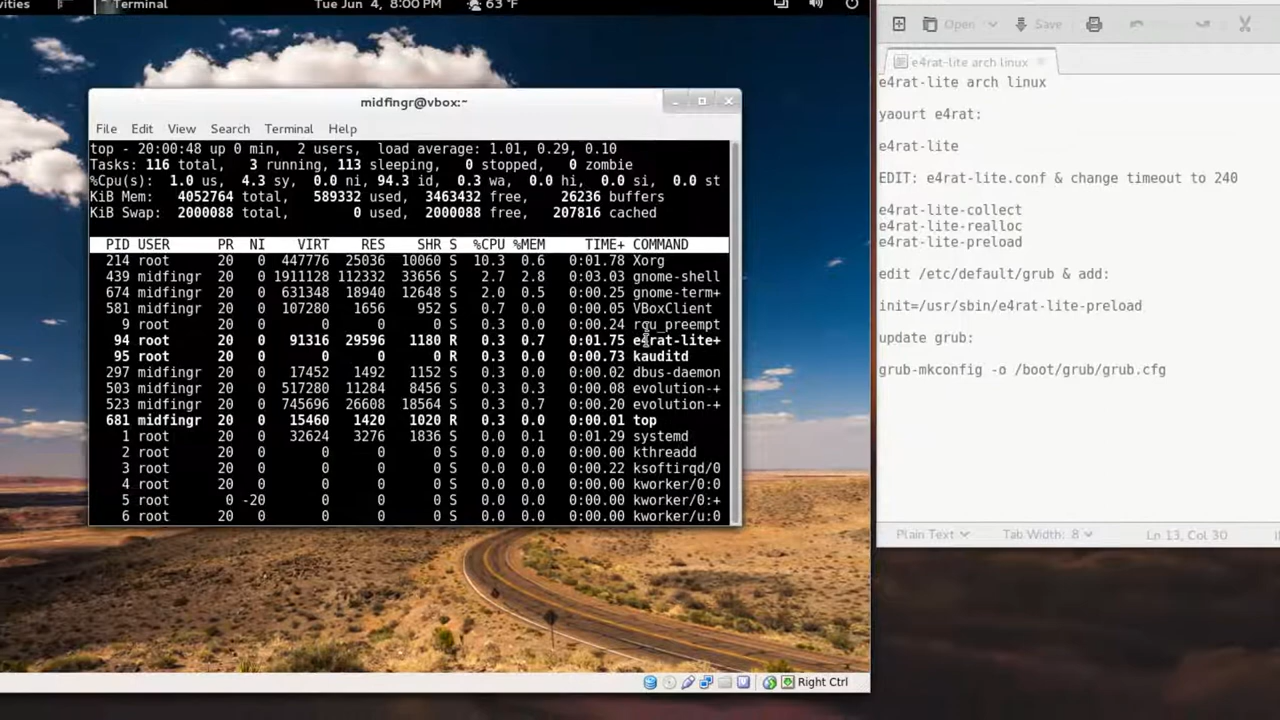 vities
Terminal
Tue Jun 4, 8:00 PM
63 °F
midfingr@vbox:~
File Edit View Search Terminal Help
top - 20:00:48 up 0 min, 2 users, load average: 1.01, 0.29, 0.10
Tasks: 116 total, 3 running, 113 sleeping, 0 stopped, 0 zombie
%Cpu(s): 1.0 us, 4.3 sy, 0.0 ni, 94.3 id, 0.3 wa, 0.0 hi, 0.0 si, 0.0 st
KiB Mem: 4052764 total, 589332 used, 3463432 free, 26236 buffers
KiB Swap: 2000088 total, 0 used, 2000088 free, 207816 cached
PID USER PR NI VIRT RES SHR S %CPU %MEM TIME+ COMMAND
214 root 20 0 447776 25036 10060 S 10.3 0.6 0:01.78 Xorg
439 midfingr 20 0 1911128 112332 33656 S 2.7 2.8 0:03.03 gnome-shell
674 midfingr 20 0 631348 18940 12648 S 2.0 0.5 0:00.25 gnome-term+
581 midfingr 20 0 107280 1656 952 S 0.7 0.0 0:00.05 VBoxClient
9 root 20 0 0 0 0 S 0.3 0.0 0:00.24 rcu_preempt
94 root 20 0 91316 29596 1180 R 0.3 0.7 0:01.75 e4rat-lite+
95 root 20 0 0 0 0 R 0.3 0.0 0:00.73 kauditd
297 midfingr 20 0 17452 1492 1152 S 0.3 0.0 0:00.02 dbus-daemon
503 midfingr 20 0 517280 11284 8456 S 0.3 0.3 0:00.08 evolution-+
523 midfingr 20 0 745696 26608 18564 S 0.3 0.7 0:00.20 evolution-+
681 midfingr 20 0 15460 1420 1020 R 0.3 0.0 0:00.01 top
1 root 20 0 32624 3276 1836 S 0.0 0.1 0:01.29 systemd
2 root 20 0 0 0 0 S 0.0 0.0 0:00.00 kthreadd
3 root 20 0 0 0 0 S 0.0 0.0 0:00.22 ksoftirqd/0
4 root 20 0 0 0 0 S 0.0 0.0 0:00.00 kworker/0:0
5 root 0 -20 0 0 0 S 0.0 0.0 0:00.00 kworker/0:+
6 root 20 0 0 0 0 S 0.0 0.0 0:00.00 kworker/u:0
Right Ctrl
Open Save
e4rat-lite arch linux
e4rat-lite arch linux
yaourt e4rat:
e4rat-lite
EDIT: e4rat-lite.conf & change timeout to 240
e4rat-lite-collect
e4rat-lite-realloc
e4rat-lite-preload
edit /etc/default/grub & add:
init=/usr/sbin/e4rat-lite-preload
update grub:
grub-mkconfig -o /boot/grub/grub.cfg
Plain Text Tab Width: 8 Ln 13, Col 30